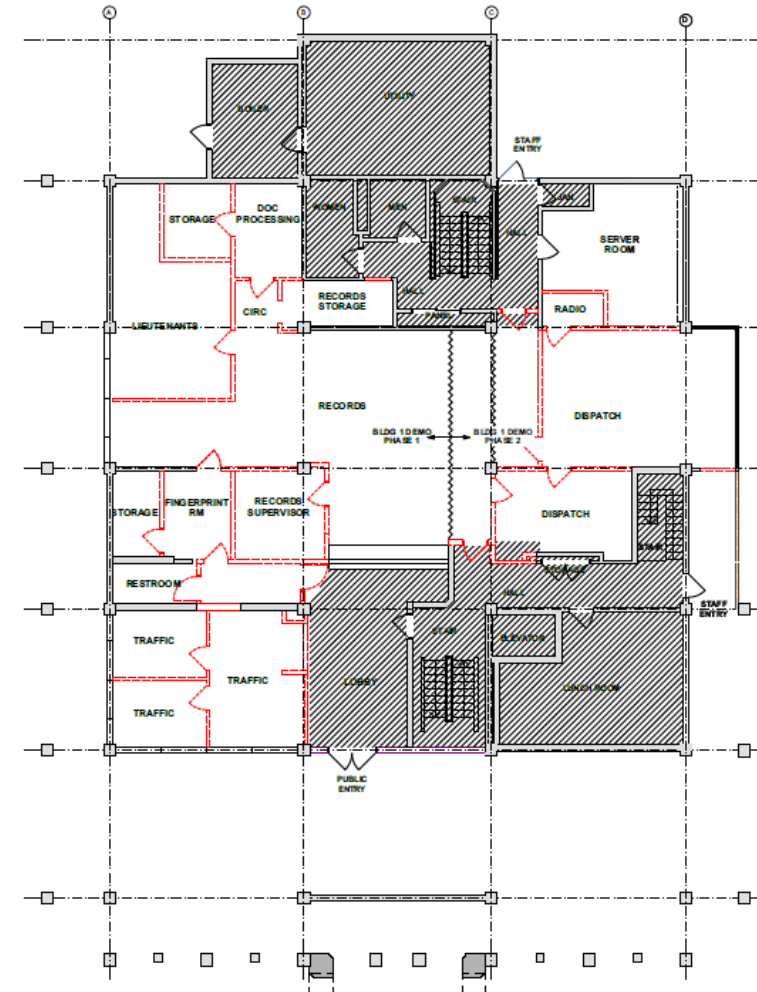 A
B
C
D
BOILER
UTILITY
STAFF
ENTRY
STORAGE
DOC
PROCESSING
WOMEN
MEN
STAIR
HALL
JAN
SERVER
ROOM
CIRC
RECORDS
STORAGE
HALL
RADIO
PANEL
LIEUTENANTS
RECORDS
BLDG 1 DEMO
PHASE 1
BLDG 1 DEMO
PHASE 2
DISPATCH
STORAGE
FINGERPRINT
RM
RECORDS
SUPERVISOR
DISPATCH
STAIR
RESTROOM
STORAGE
HALL
STAFF
ENTRY
TRAFFIC
STAIR
ELEVATOR
TRAFFIC
LOBBY
LUNCH ROOM
TRAFFIC
PUBLIC
ENTRY